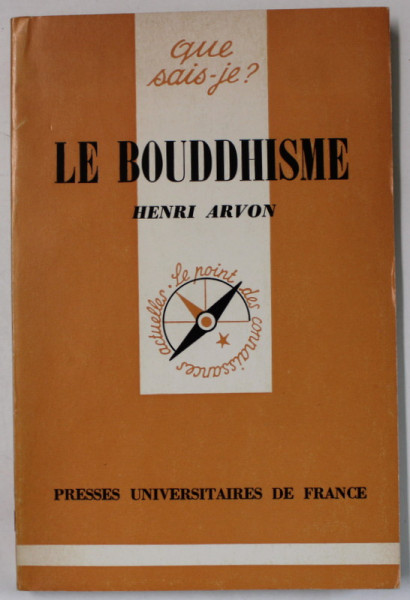 que
sais-je?
LE BOUDDHISME
HENRI ARVON
Le point des connaissances actuelles.
PRESSES UNIVERSITAIRES DE FRANCE